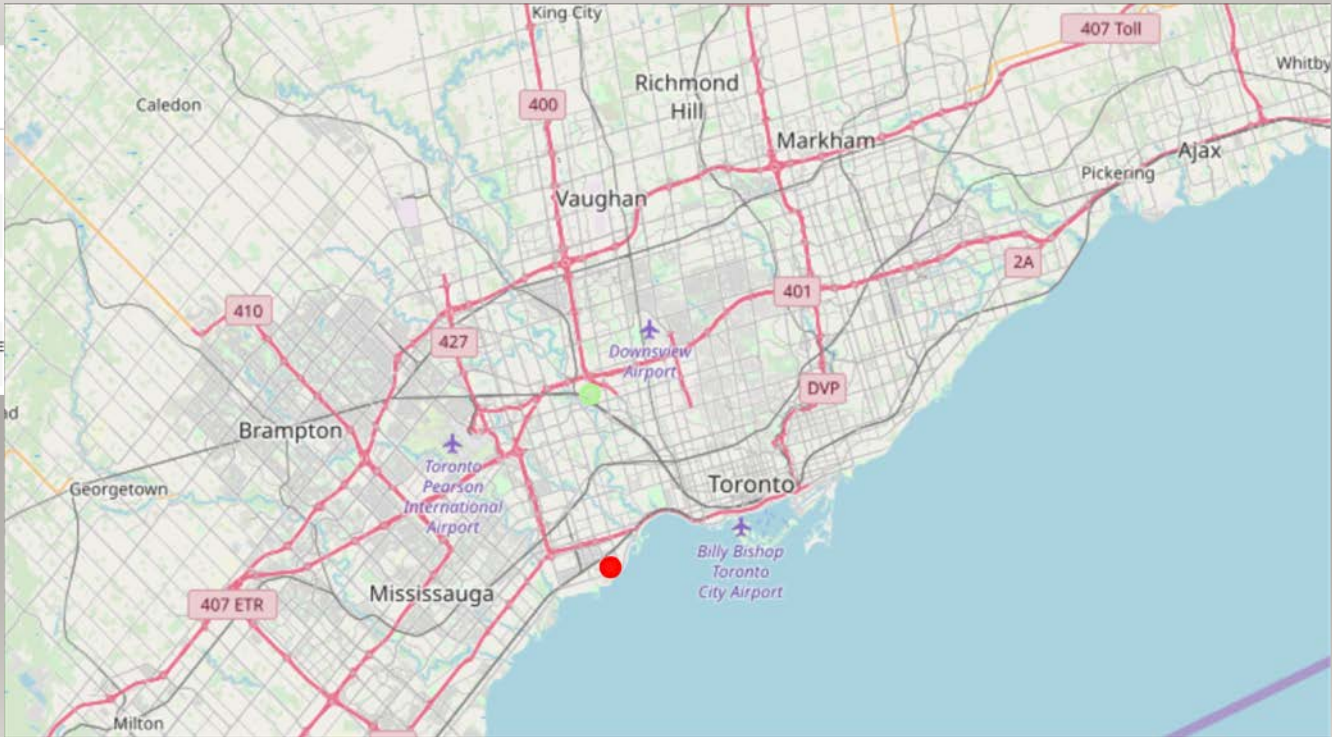 King City
407 Toll
Richmond
Hill
Whitby
Caledon
400
Markham
Ajax
Pickering
Vaughan
2A
401
410
427
Downsview
Airport
DVP
Brampton
Toronto
Pearson
International
Airport
Toronto
Georgetown
Billy Bishop
Toronto
City Airport
Mississauga
407 ETR
Milton